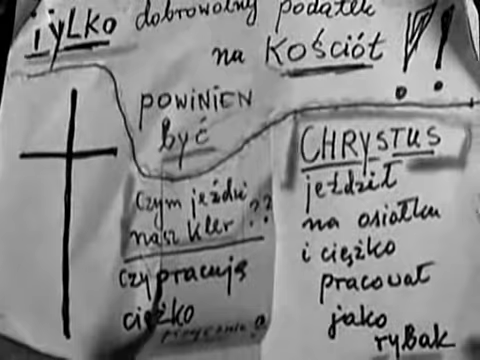 TYLKO dobrowolny podatek
na KOŚCIÓŁ !!
POWINIEN
być
Czym jeździ
nasz kler ??
czy pracują
ciężko
CHRYSTUS
jeździł
na osiołku
i ciężko
pracował
jako
rybak